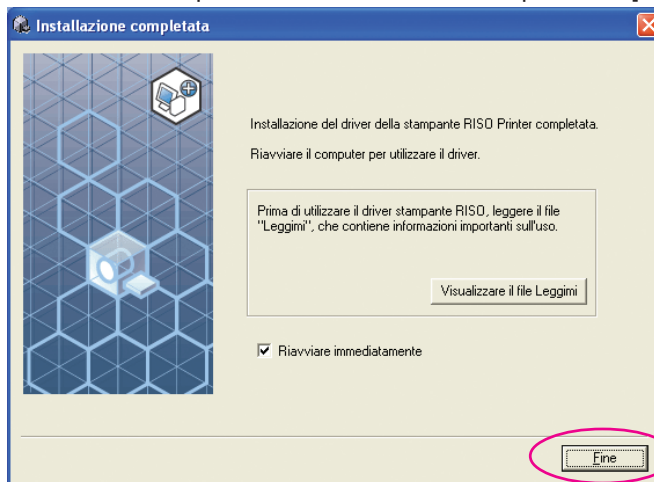 Installazione completata
Installazione del driver della stampante RISO Printer completata.
Riavviare il computer per utilizzare il driver.
Prima di utilizzare il driver stampante RISO, leggere il file
"Leggimi", che contiene informazioni importanti sull'uso.
Visualizzare il file Leggimi
Riavviare immediatamente
Fine